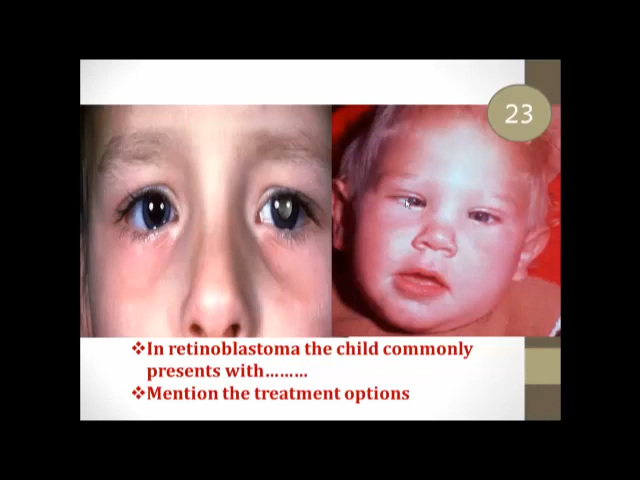 23
❖In retinoblastoma the child commonly
presents with………
❖Mention the treatment options